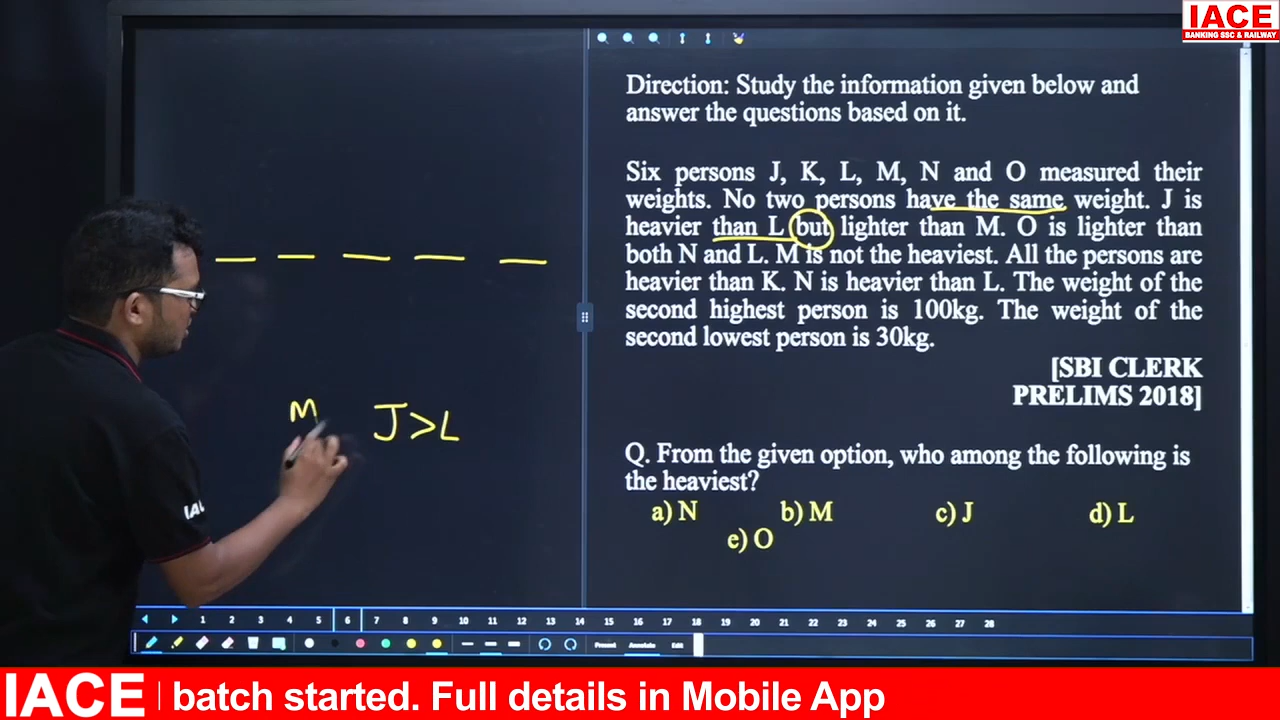 IACE
BANKING SSC & RAILWAY
Direction: Study the information given below and
answer the questions based on it.
Six persons J, K, L, M, N and O measured their
weights. No two persons have the same weight. J is
heavier than L but lighter than M. O is lighter than
both N and L. M is not the heaviest. All the persons are
heavier than K. N is heavier than L. The weight of the
second highest person is 100kg. The weight of the
second lowest person is 30kg.
[SBI CLERK
PRELIMS 2018]
M J>L
Q. From the given option, who among the following is
the heaviest?
a) N b) M c) J d) L
e) O
IAC
1 2 3 4 5 6 7 8 9 10 11 12 13 14 15 16 17 18 19 20 21 22 23 24 25 26 27 28
Present Annotate Edit
IACE batch started. Full details in Mobile App